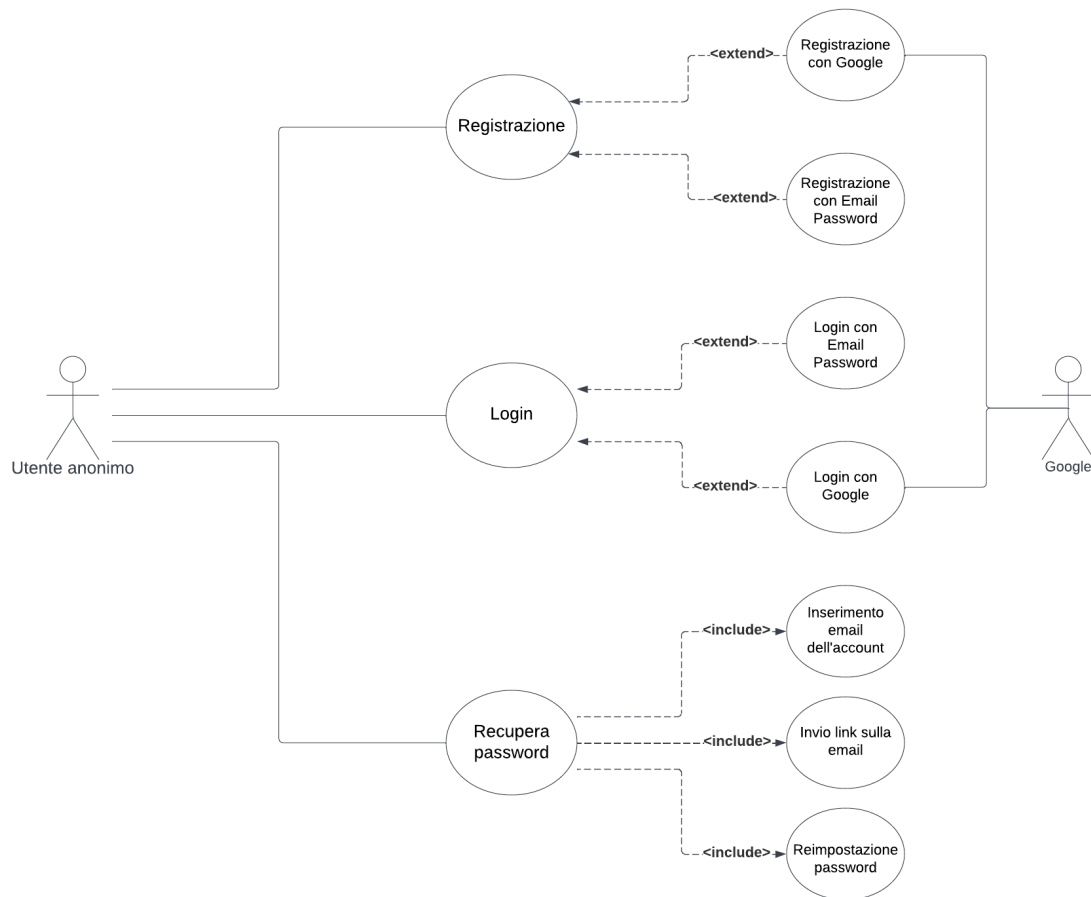 Registrazione
con Google
<extend>
Registrazione
<extend>
Registrazione
con Email
Password
Login con
Email
Password
<extend>
Login
<extend>
Login con
Google
Utente anonimo
Google
Inserimento
email
dell'account
<include>
Recupera
password
<include>
Invio link sulla
email
<include>
Reimpostazione
password